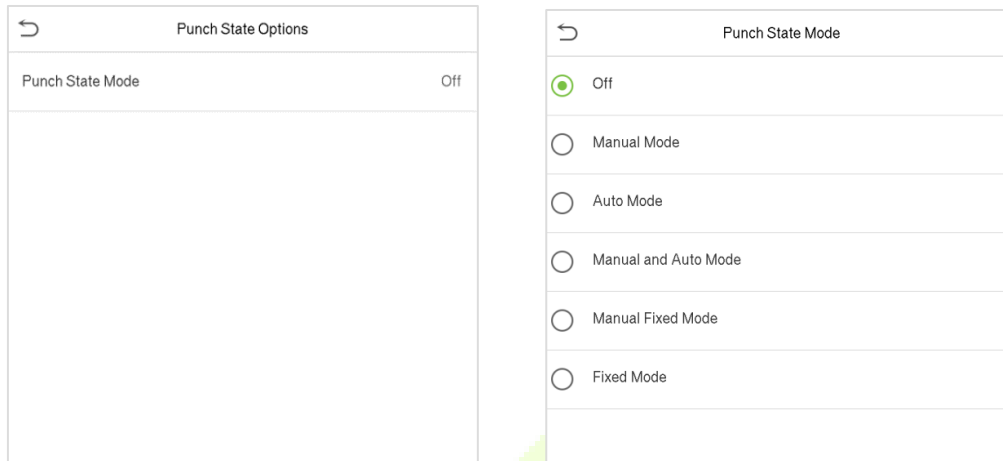 Punch State Options
Punch State Mode Off
Punch State Mode
Off
Manual Mode
Auto Mode
Manual and Auto Mode
Manual Fixed Mode
Fixed Mode